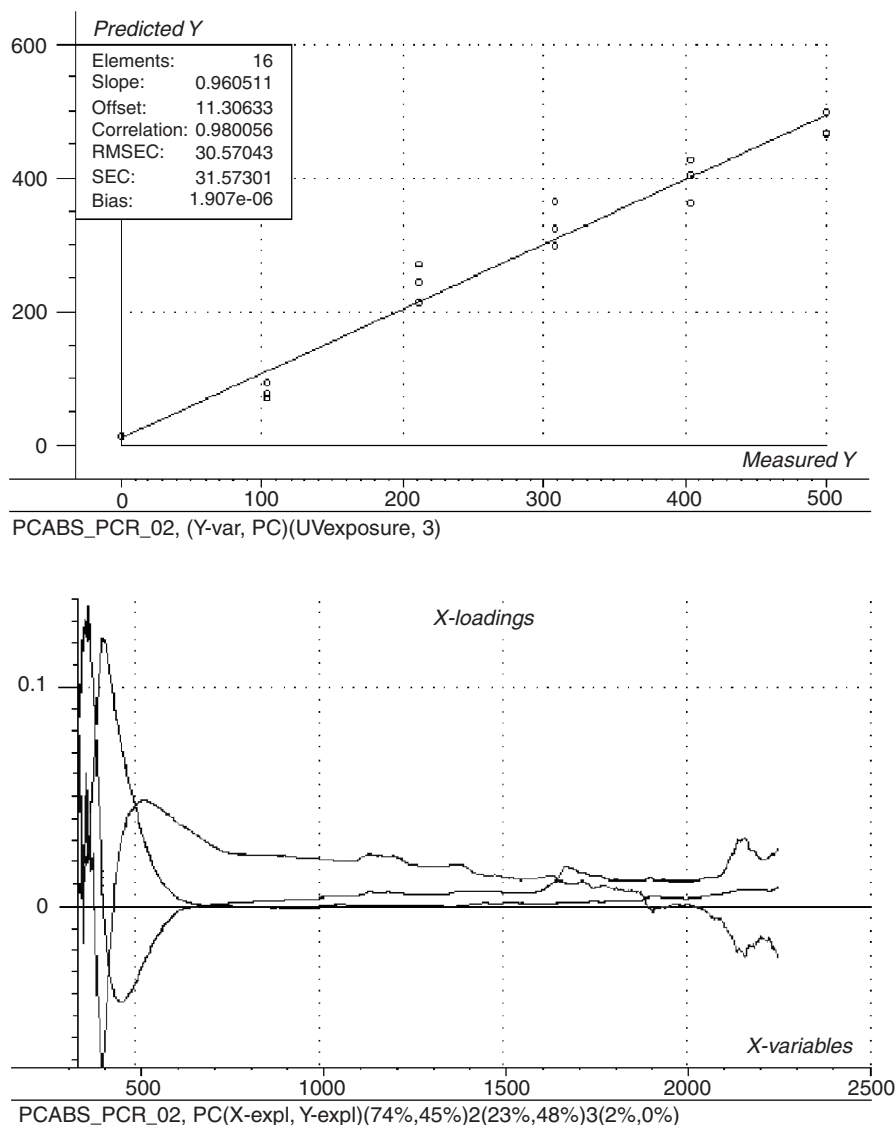 Predicted Y
600
Elements: 16
Slope: 0.960511
Offset: 11.30633
Correlation: 0.980056
RMSEC: 30.57043
SEC: 31.57301
Bias: 1.907e-06
400
200
0
Measured Y
0 100 200 300 400 500
PCABS_PCR_02, (Y-var, PC)(UVexposure, 3)
X-loadings
0.1
0
X-variables
500 1000 1500 2000 2500
PCABS_PCR_02, PC(X-expl, Y-expl)(74%,45%)2(23%,48%)3(2%,0%)